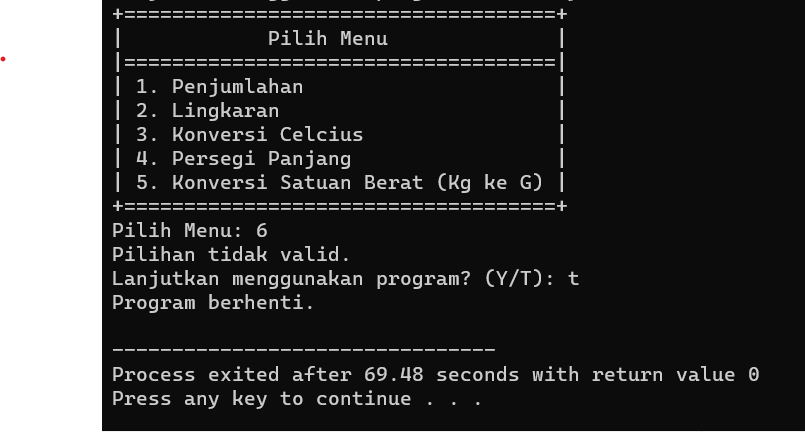 +====================================+
|            Pilih Menu              |
|====================================|
| 1. Penjumlahan                     |
| 2. Lingkaran                       |
| 3. Konversi Celcius                |
| 4. Persegi Panjang                 |
| 5. Konversi Satuan Berat (Kg ke G) |
+====================================+
Pilih Menu: 6
Pilihan tidak valid.
Lanjutkan menggunakan program? (Y/T): t
Program berhenti.

--------------------------------
Process exited after 69.48 seconds with return value 0
Press any key to continue . . .